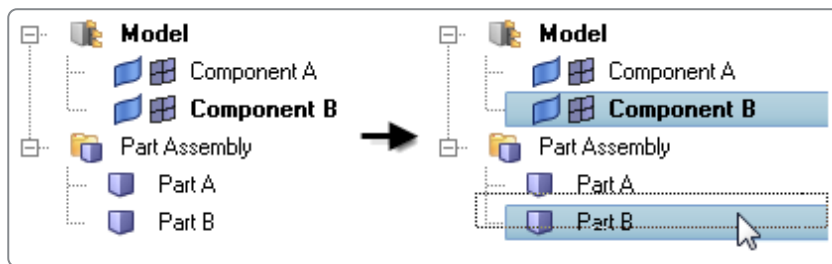 Model
Component A
Component B
Part Assembly
Part A
Part B
Model
Component A
Component B
Part Assembly
Part A
Part B